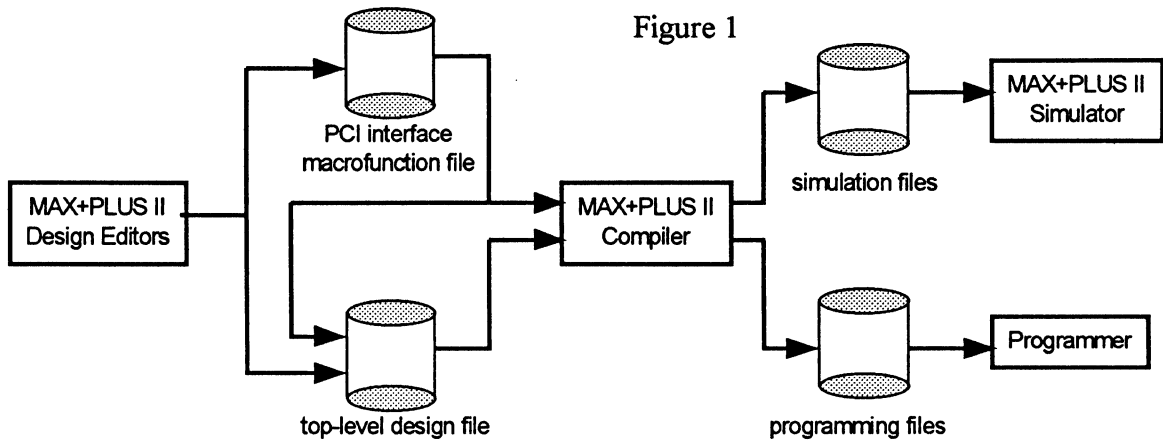 Figure 1
PCI interface
macrofunction file
MAX+PLUS II
Design Editors
top-level design file
MAX+PLUS II
Compiler
simulation files
MAX+PLUS II
Simulator
programming files
Programmer